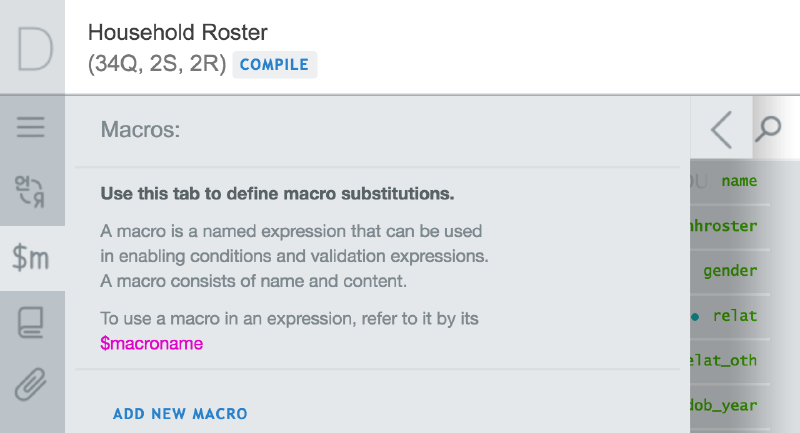 D
Household Roster
(34Q, 2S, 2R) COMPILE
Macros:
Use this tab to define macro substitutions.
A macro is a named expression that can be used
in enabling conditions and validation expressions.
A macro consists of name and content.
To use a macro in an expression, refer to it by its
$macroname
ADD NEW MACRO
언 Я
$m
name
hhroster
gender
relat
relat_oth
dob_year